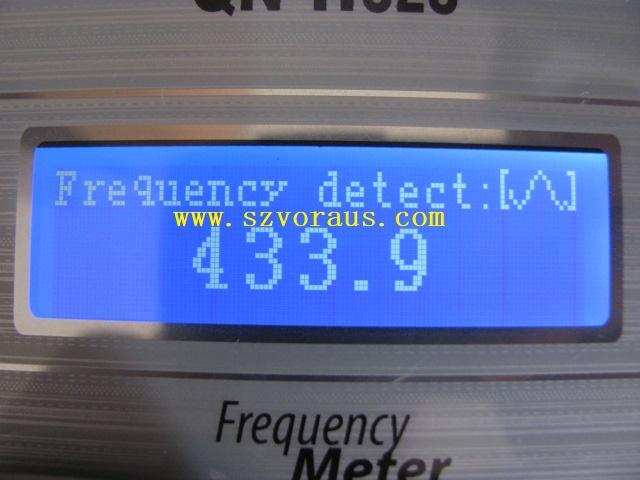 Frequency detect:[
www.szvoraus.com
433.9
Frequency
Meter